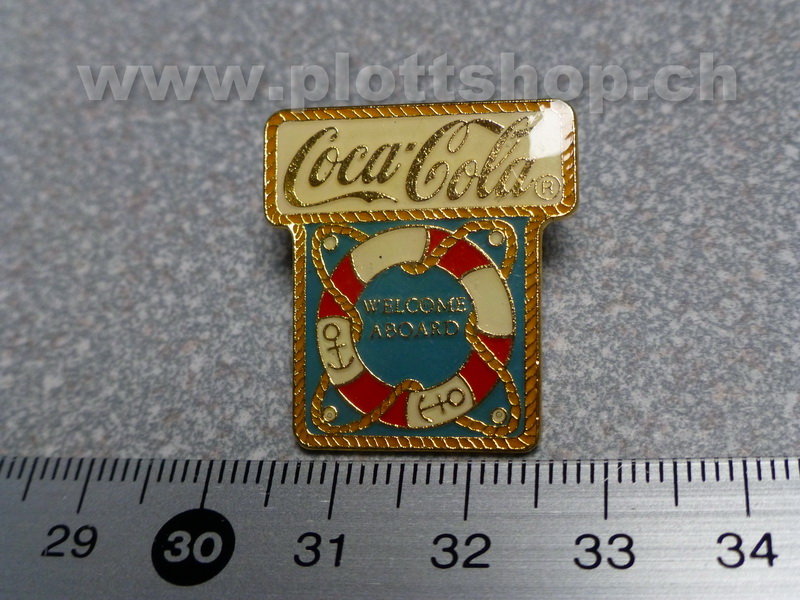 www.plottshop.ch
Coca-Cola®
WELCOME
ABOARD
29 30 31 32 33 34